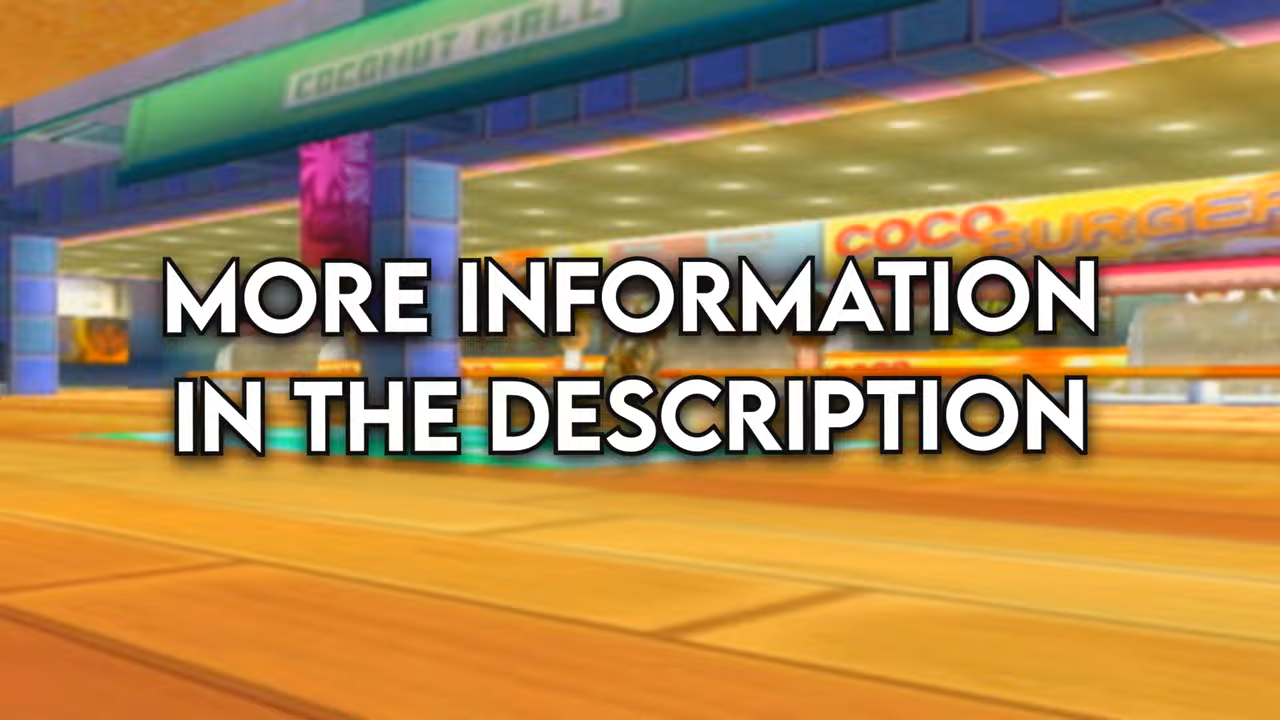 COCONUT MALL
COCO BURGER
MORE INFORMATION
IN THE DESCRIPTION